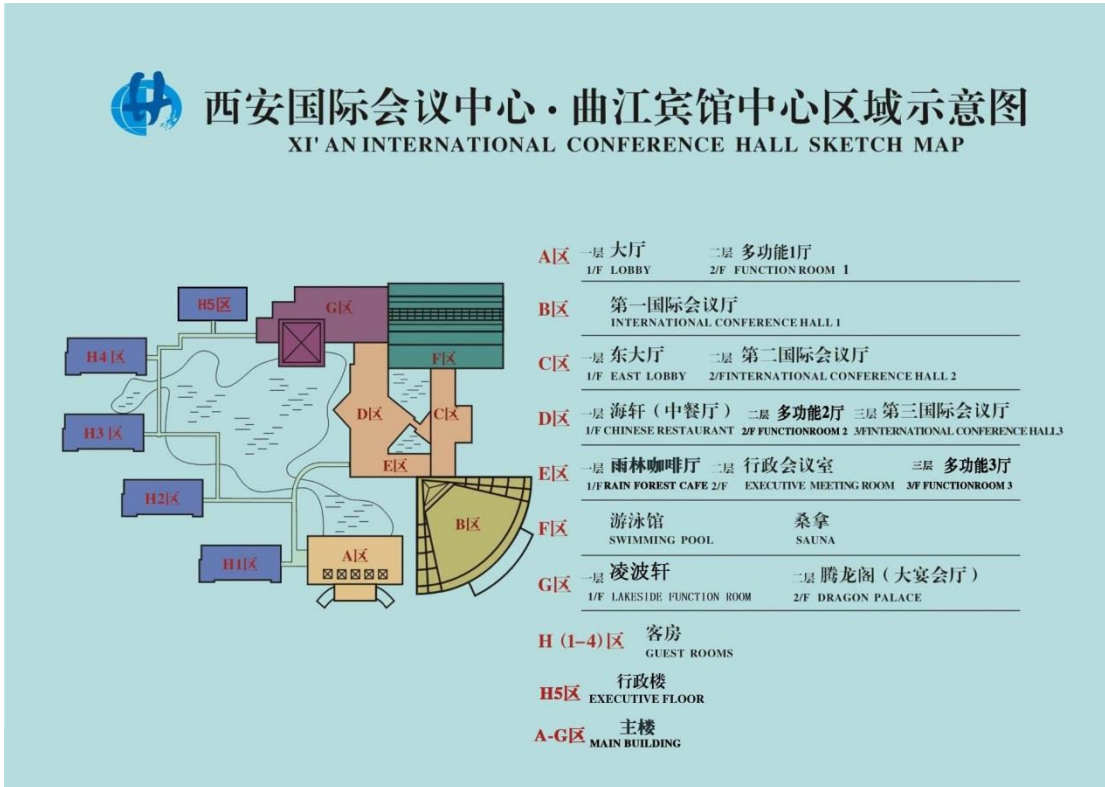 西安国际会议中心·曲江宾馆中心区域示意图
XI'AN INTERNATIONAL CONFERENCE HALL SKETCH MAP
A区 一层 大厅 二层 多功能1厅
1/F LOBBY 2/F FUNCTION ROOM 1
B区 第一国际会议厅
INTERNATIONAL CONFERENCE HALL 1
C区 一层 东大厅 二层 第二国际会议厅
1/F EAST LOBBY 2/FINTERNATIONAL CONFERENCE HALL 2
D区 一层 海轩（中餐厅） 二层 多功能2厅 三层 第三国际会议厅
1/F CHINESE RESTAURANT 2/F FUNCTIONROOM 2 3/FINTERNATIONAL CONFERENCE HALL3
E区 一层 雨林咖啡厅 二层 行政会议室 三层 多功能3厅
1/F RAIN FOREST CAFE 2/F EXECUTIVE MEETING ROOM 3/F FUNCTIONROOM 3
F区 游泳馆 桑拿
SWIMMING POOL SAUNA
G区 一层 凌波轩 二层 腾龙阁（大宴会厅）
1/F LAKESIDE FUNCTION ROOM 2/F DRAGON PALACE
H (1-4)区 客房
GUEST ROOMS
H5区 行政楼
EXECUTIVE FLOOR
A-G区 主楼
MAIN BUILDING
H5区
G区
H4区
F区
D区
C区
H3区
E区
H2区
B区
H1区
A区